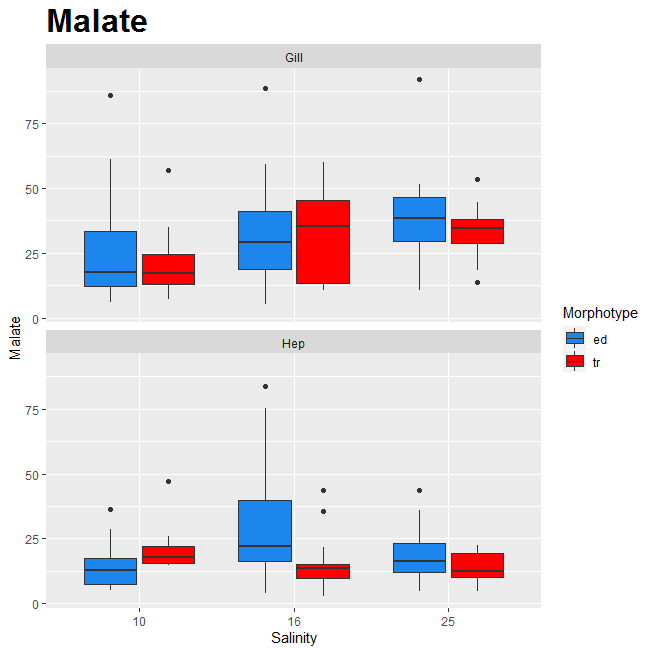 Malate
Gill
75
50
25
0
Malate
Hep
75
50
25
0
10 16 25
Salinity
Morphotype
ed
tr